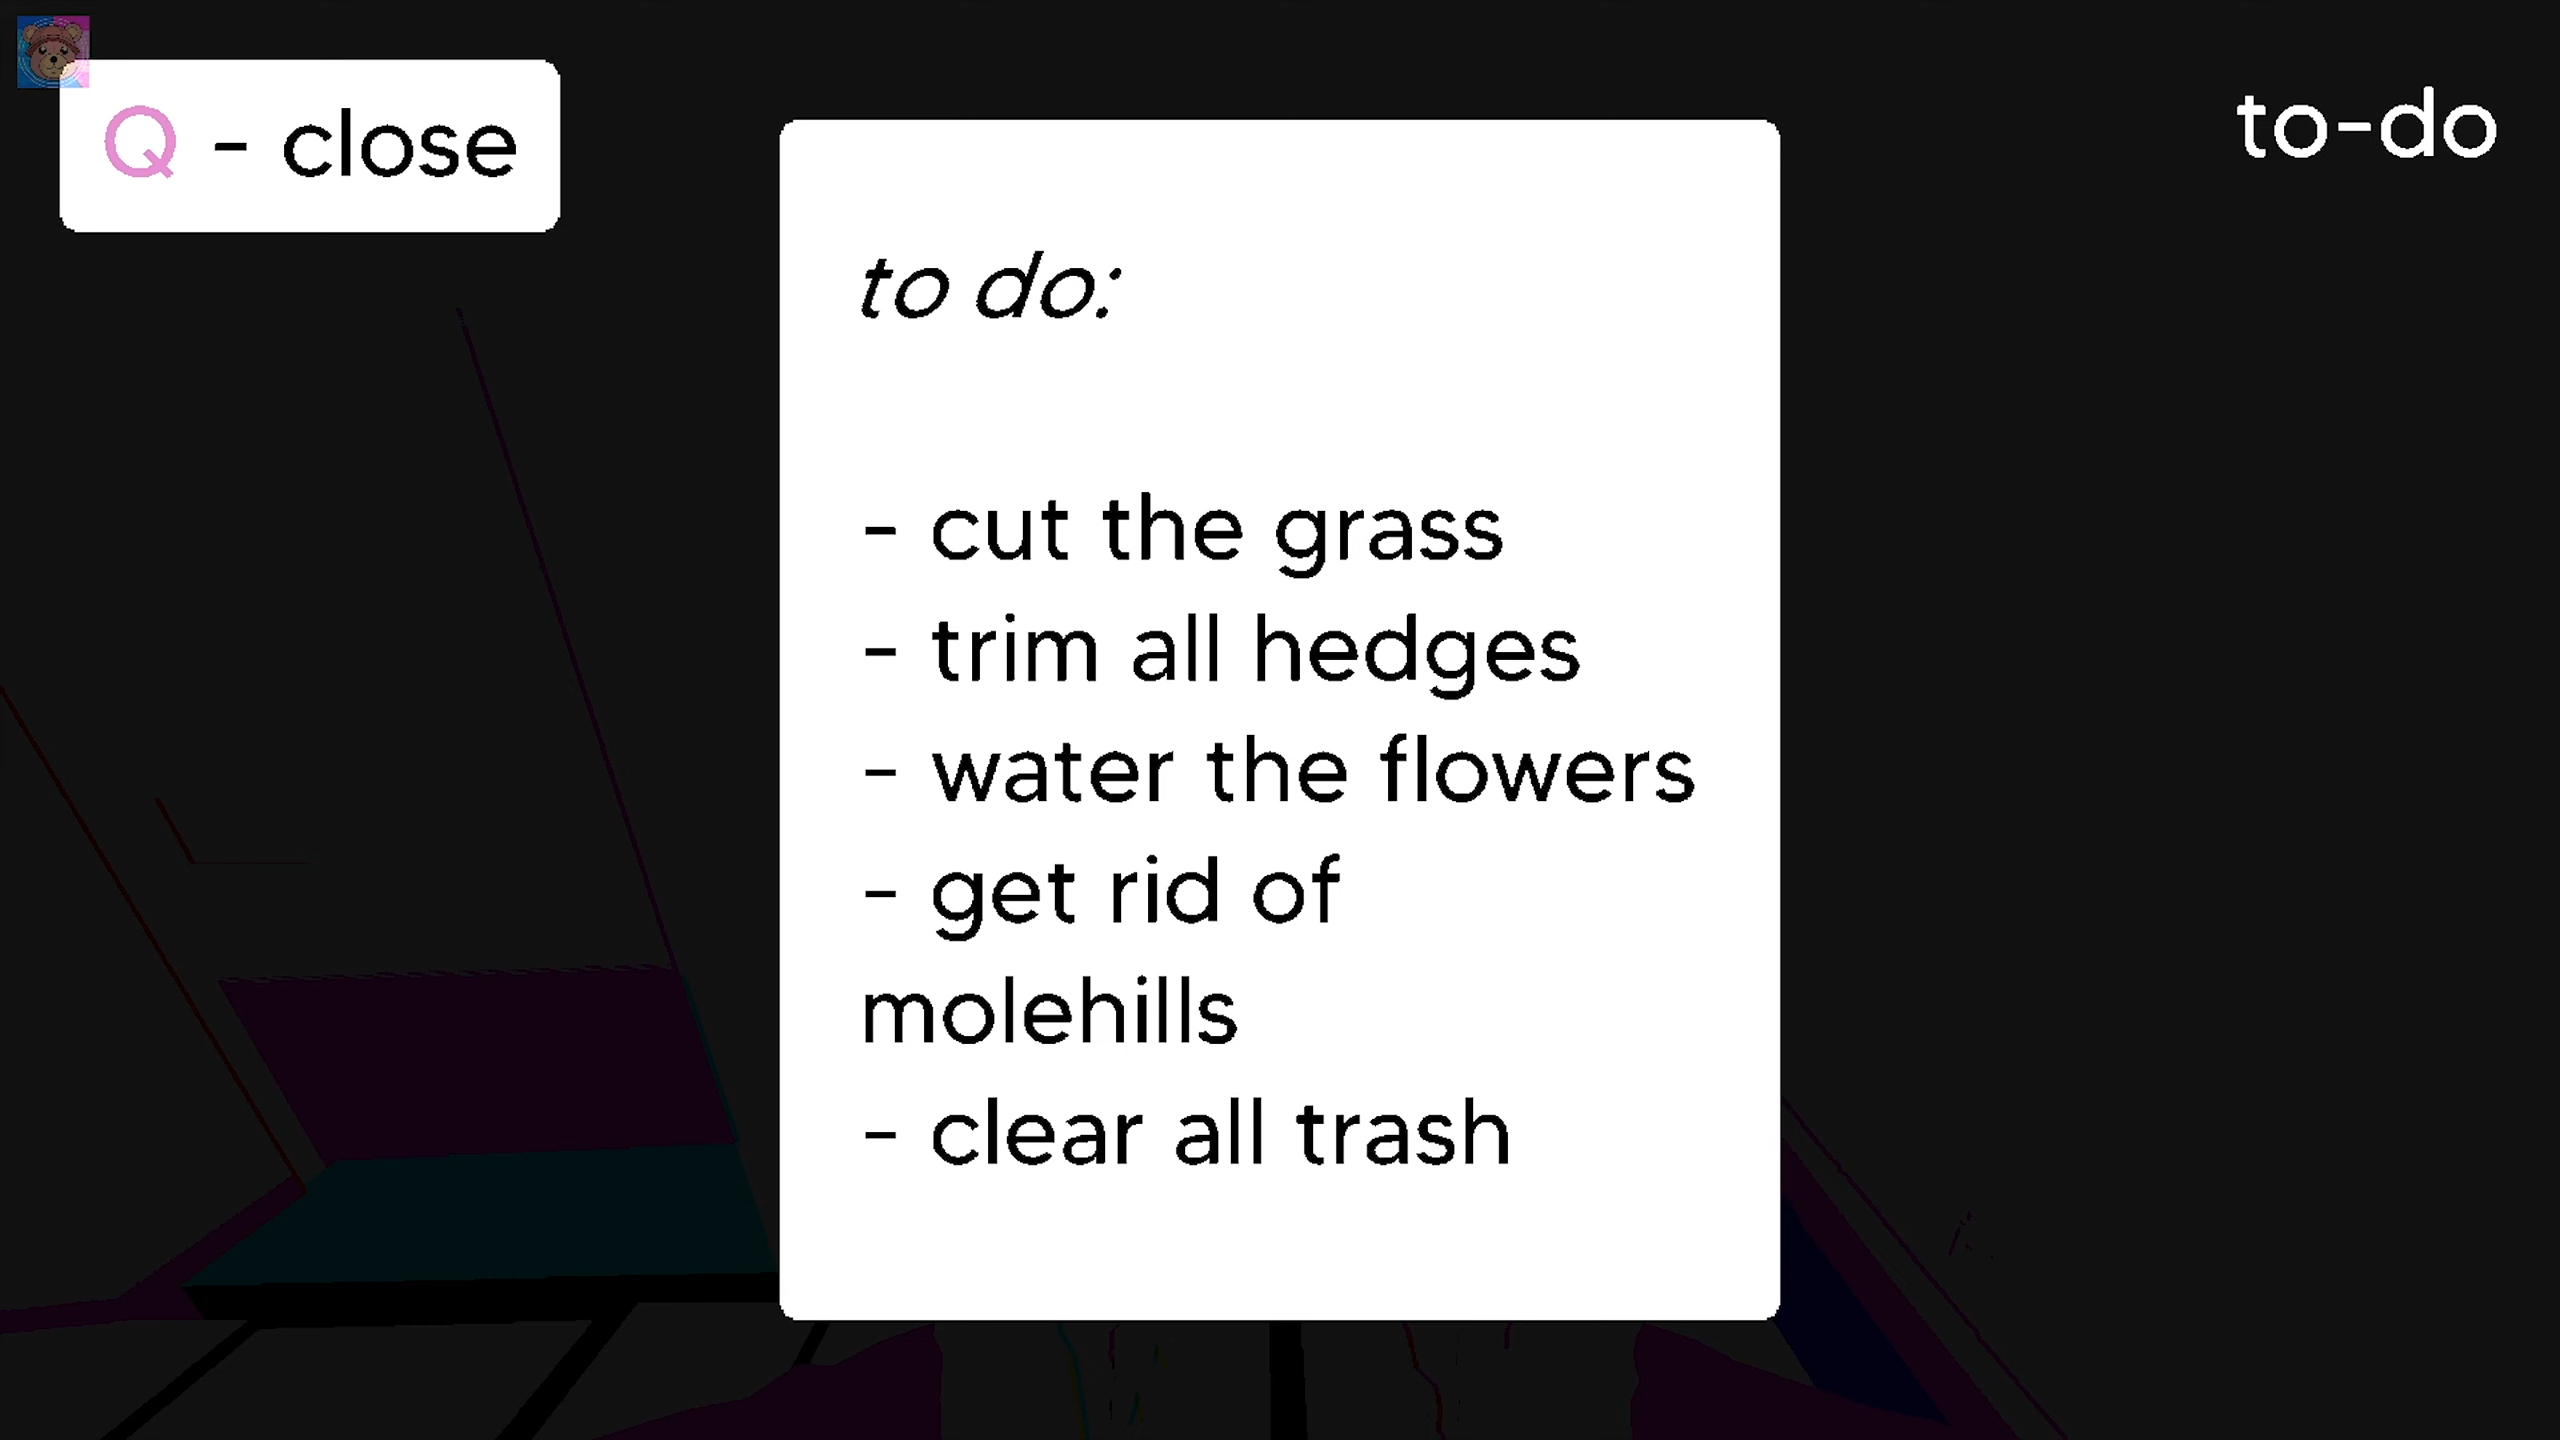 Q - close
to-do
to do:
- cut the grass
- trim all hedges
- water the flowers
- get rid of
molehills
- clear all trash